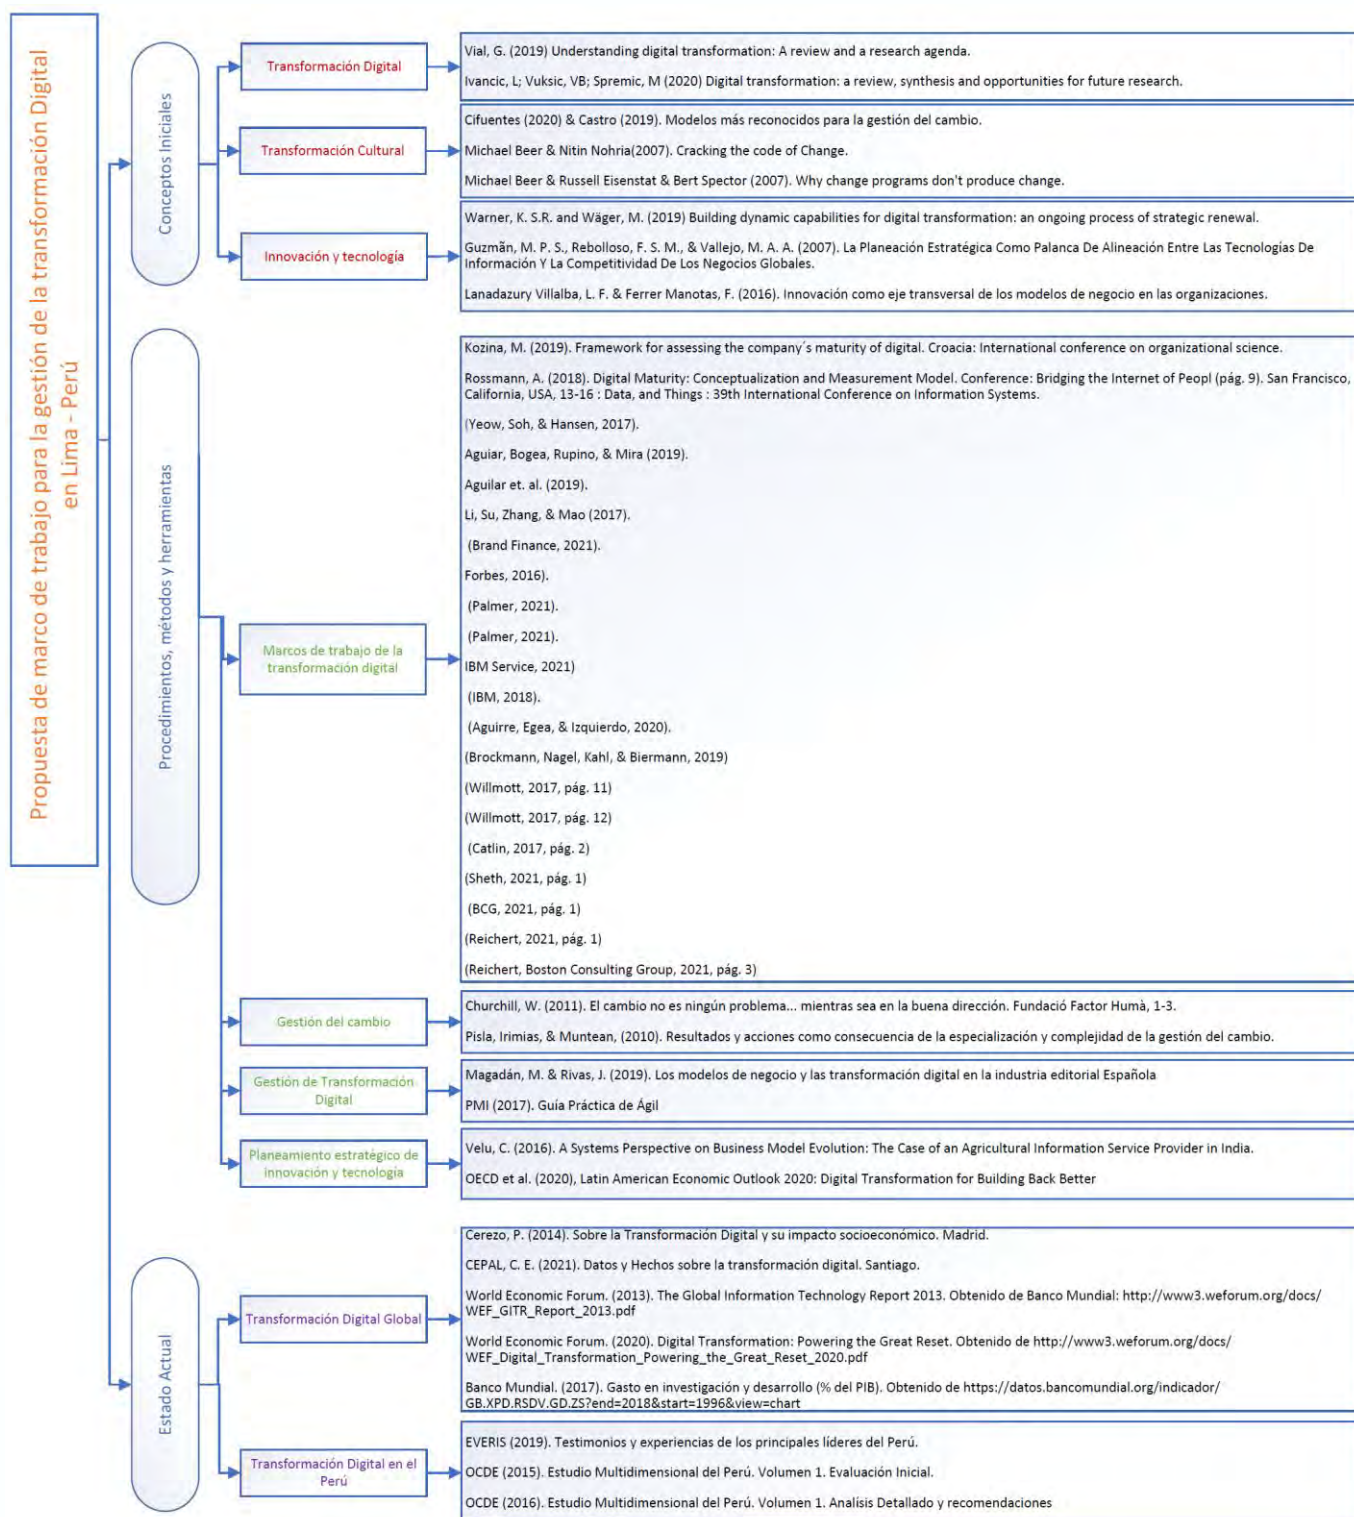 Propuesta de marco de trabajo para la gestión de la transformación Digital
en Lima - Perú
Conceptos Iniciales
Transformación Digital
Vial, G. (2019) Understanding digital transformation: A review and a research agenda.
Ivancic, L; Vuksic, VB; Spremic, M (2020) Digital transformation: a review, synthesis and opportunities for future research.
Transformación Cultural
Cifuentes (2020) & Castro (2019). Modelos más reconocidos para la gestión del cambio.
Michael Beer & Nitin Nohria(2007). Cracking the code of Change.
Michael Beer & Russell Eisenstat & Bert Spector (2007). Why change programs don't produce change.
Innovación y tecnología
Warner, K. S.R. and Wäger, M. (2019) Building dynamic capabilities for digital transformation: an ongoing process of strategic renewal.
Guzmãn, M. P. S., Rebolloso, F. S. M., & Vallejo, M. A. A. (2007). La Planeación Estratégica Como Palanca De Alineación Entre Las Tecnologías De
Información Y La Competitividad De Los Negocios Globales.
Lanadazury Villalba, L. F. & Ferrer Manotas, F. (2016). Innovación como eje transversal de los modelos de negocio en las organizaciones.
Procedimientos, métodos y herramientas
Marcos de trabajo de la
transformación digital
Kozina, M. (2019). Framework for assessing the company´s maturity of digital. Croacia: International conference on organizational science.
Rossmann, A. (2018). Digital Maturity: Conceptualization and Measurement Model. Conference: Bridging the Internet of Peopl (pág. 9). San Francisco,
California, USA, 13-16 : Data, and Things : 39th International Conference on Information Systems.
(Yeow, Soh, & Hansen, 2017).
Aguiar, Bogea, Rupino, & Mira (2019).
Aguilar et. al. (2019).
Li, Su, Zhang, & Mao (2017).
(Brand Finance, 2021).
Forbes, 2016).
(Palmer, 2021).
(Palmer, 2021).
IBM Service, 2021)
(IBM, 2018).
(Aguirre, Egea, & Izquierdo, 2020).
(Brockmann, Nagel, Kahl, & Biermann, 2019)
(Willmott, 2017, pág. 11)
(Willmott, 2017, pág. 12)
(Catlin, 2017, pág. 2)
(Sheth, 2021, pág. 1)
(BCG, 2021, pág. 1)
(Reichert, 2021, pág. 1)
(Reichert, Boston Consulting Group, 2021, pág. 3)
Gestión del cambio
Churchill, W. (2011). El cambio no es ningún problema... mientras sea en la buena dirección. Fundació Factor Humà, 1-3.
Pisla, Irimias, & Muntean, (2010). Resultados y acciones como consecuencia de la especialización y complejidad de la gestión del cambio.
Gestión de Transformación
Digital
Magadán, M. & Rivas, J. (2019). Los modelos de negocio y las transformación digital en la industria editorial Española
PMI (2017). Guía Práctica de Ágil
Planeamiento estratégico de
innovación y tecnología
Velu, C. (2016). A Systems Perspective on Business Model Evolution: The Case of an Agricultural Information Service Provider in India.
OECD et al. (2020), Latin American Economic Outlook 2020: Digital Transformation for Building Back Better
Estado Actual
Transformación Digital Global
Cerezo, P. (2014). Sobre la Transformación Digital y su impacto socioeconómico. Madrid.
CEPAL, C. E. (2021). Datos y Hechos sobre la transformación digital. Santiago.
World Economic Forum. (2013). The Global Information Technology Report 2013. Obtenido de Banco Mundial: http://www3.weforum.org/docs/
WEF_GITR_Report_2013.pdf
World Economic Forum. (2020). Digital Transformation: Powering the Great Reset. Obtenido de http://www3.weforum.org/docs/
WEF_Digital_Transformation_Powering_the_Great_Reset_2020.pdf
Banco Mundial. (2017). Gasto en investigación y desarrollo (% del PIB). Obtenido de https://datos.bancomundial.org/indicador/
GB.XPD.RSDV.GD.ZS?end=2018&start=1996&view=chart
Transformación Digital en el
Perú
EVERIS (2019). Testimonios y experiencias de los principales líderes del Perú.
OCDE (2015). Estudio Multidimensional del Perú. Volumen 1. Evaluación Inicial.
OCDE (2016). Estudio Multidimensional del Perú. Volumen 1. Analísis Detallado y recomendaciones